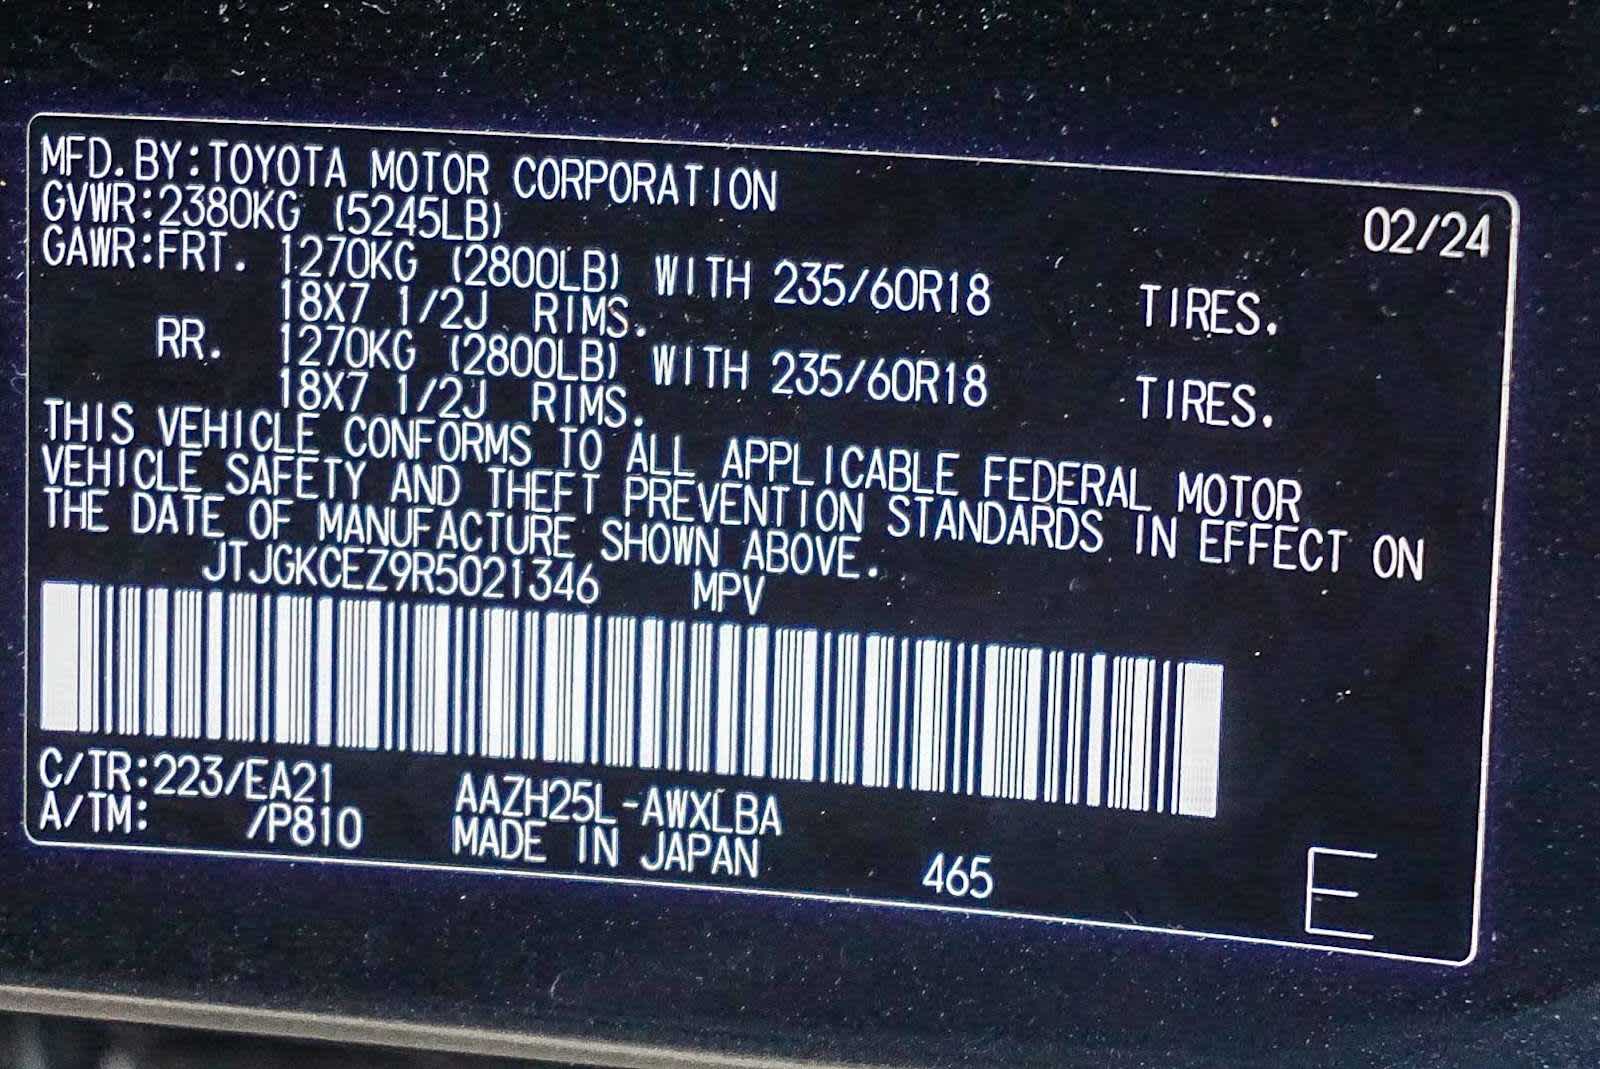 MFD.BY:TOYOTA MOTOR CORPORATION 02/24
GVWR:2380KG (5245LB)
GAWR:FRT. 1270KG (2800LB) WITH 235/60R18 TIRES.
18X7 1/2J RIMS.
RR. 1270KG (2800LB) WITH 235/60R18 TIRES.
18X7 1/2J RIMS.
THIS VEHICLE CONFORMS TO ALL APPLICABLE FEDERAL MOTOR
VEHICLE SAFETY AND THEFT PREVENTION STANDARDS IN EFFECT ON
THE DATE OF MANUFACTURE SHOWN ABOVE.
JTJGKCEZ9R5021346 MPV
C/TR:223/EA21 AAZH25L-AWXLBA
A/TM: /P810 MADE IN JAPAN 465 E